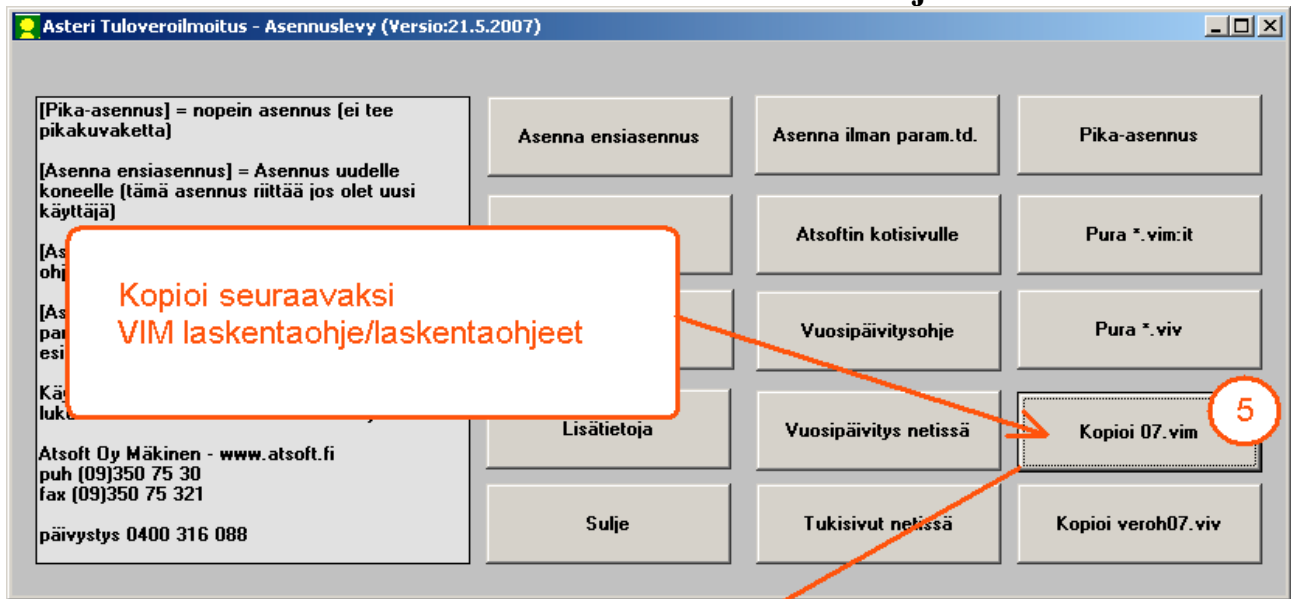 Asteri Tuloveroilmoitus - Asennuslevy (Versio:21.5.2007)
[Pika-asennus] = nopein asennus (ei tee
pikakuvaketta)
[Asenna ensiasennus] = Asennus uudelle
koneelle (tämä asennus riittää jos olet uusi
käyttäjä)
Atsoft Oy Mäkinen - www.atsoft.fi
puh (09)350 75 30
fax (09)350 75 321
päivystys 0400 316 088
Kopioi seuraavaksi
VIM laskentaohje/laskentaohjeet
Asenna ensiasennus
Asenna ilman param.td.
Pika-asennus
Atsoftin kotisivulle
Pura *.vim:it
Vuosipäivitysohje
Pura *.viv
Lisätietoja
Vuosipäivitys netissä
Kopioi 07.vim
5
Sulje
Tukisivut netissä
Kopioi veroh07.viv